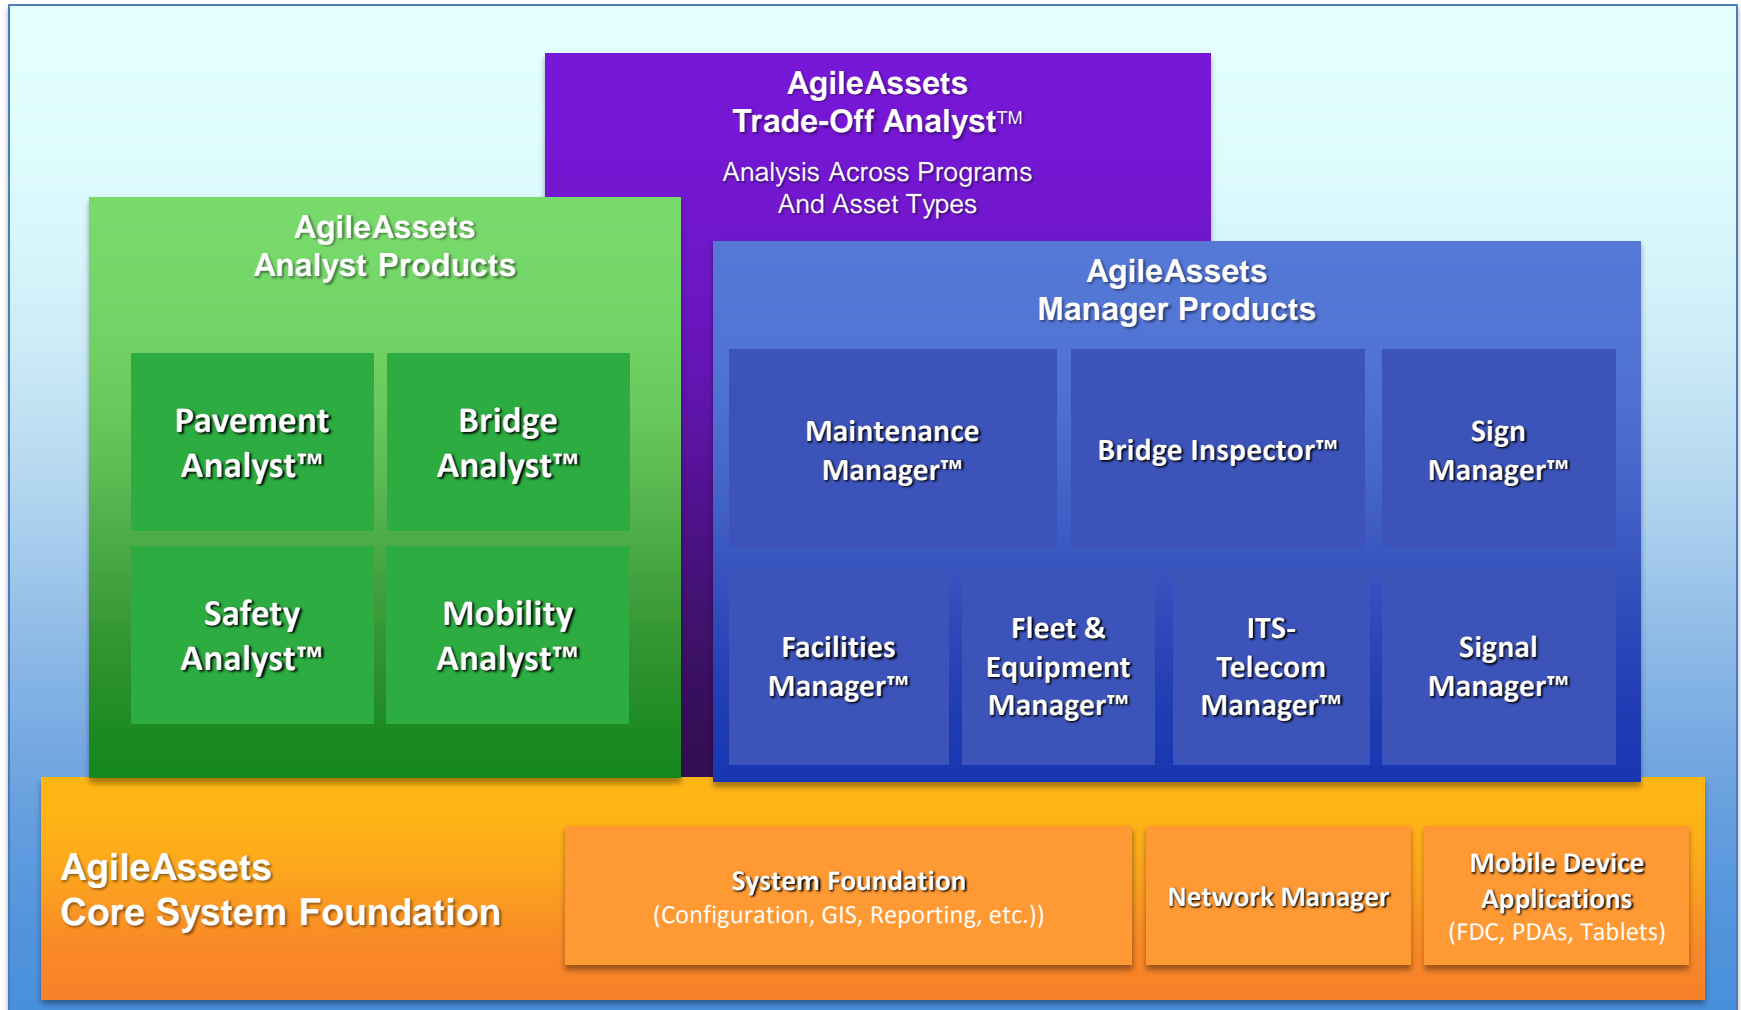 AgileAssets
Trade-Off Analyst™
Analysis Across Programs
And Asset Types
AgileAssets
Analyst Products
Pavement
Analyst™
Bridge
Analyst™
Safety
Analyst™
Mobility
Analyst™
AgileAssets
Manager Products
Maintenance
Manager™
Bridge Inspector™
Sign
Manager™
Facilities
Manager™
Fleet &
Equipment
Manager™
ITS-
Telecom
Manager™
Signal
Manager™
AgileAssets
Core System Foundation
System Foundation
(Configuration, GIS, Reporting, etc.))
Network Manager
Mobile Device
Applications
(FDC, PDAs, Tablets)